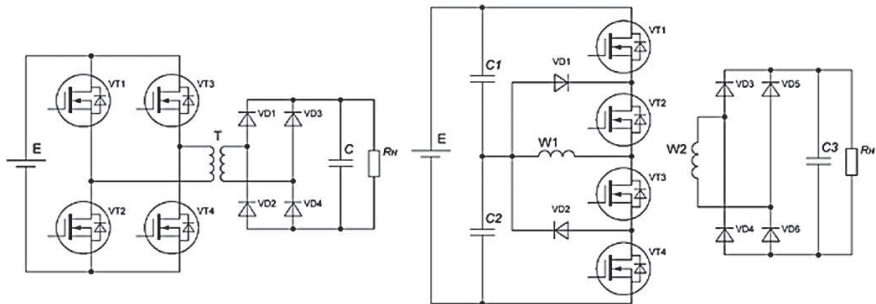 VT1
VT3
E
T
VD1
VD3
C
Rн
VT2
VT4
VD2
VD4
VT1
C1
VD1
VT2
E
W1
VT3
C2
VD2
VT4
VD3
VD5
W2
C3
Rн
VD4
VD6